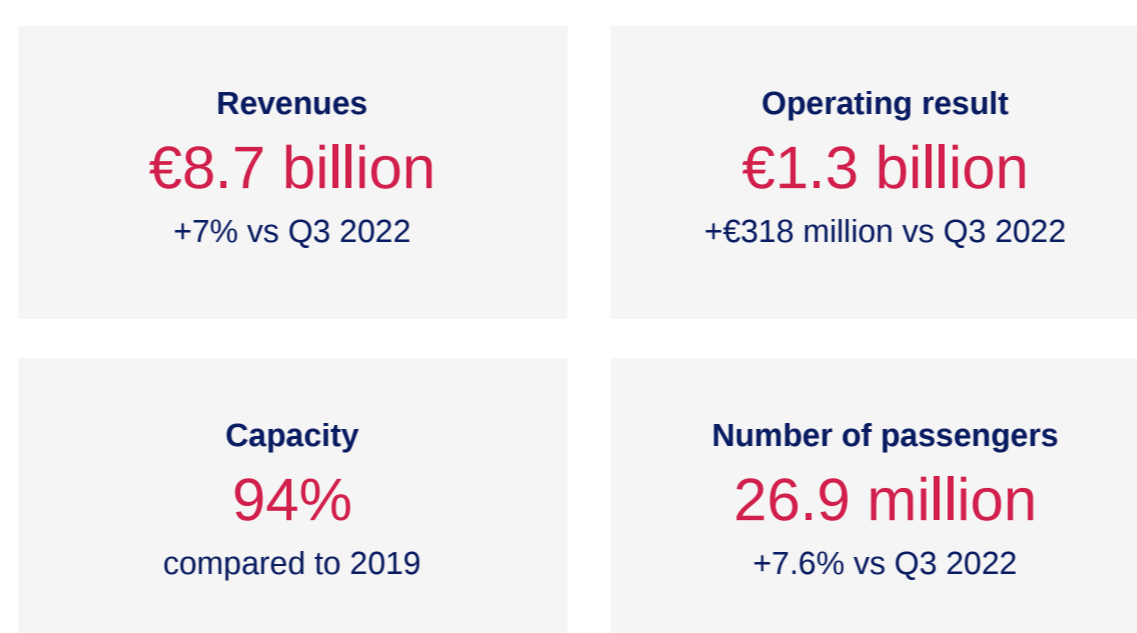 Revenues
€8.7 billion
+7% vs Q3 2022
Operating result
€1.3 billion
+€318 million vs Q3 2022
Capacity
94%
compared to 2019
Number of passengers
26.9 million
+7.6% vs Q3 2022